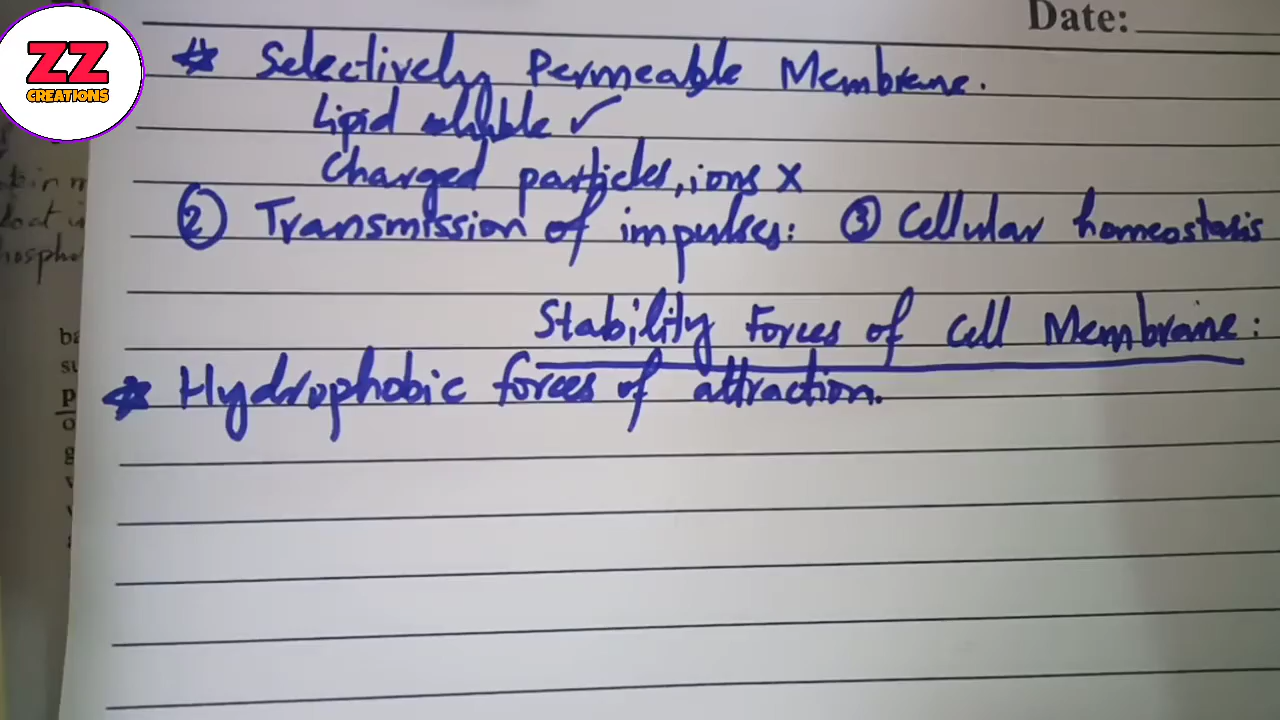 Date:
ZZ
CREATIONS
* Selectively Permeable Membrane.
Lipid soluble ✓
Charged particles, ions x
② Transmission of impulses: ③ Cellular homeostasis
Stability Forces of Cell Membrane:
* Hydrophobic forces of attraction.